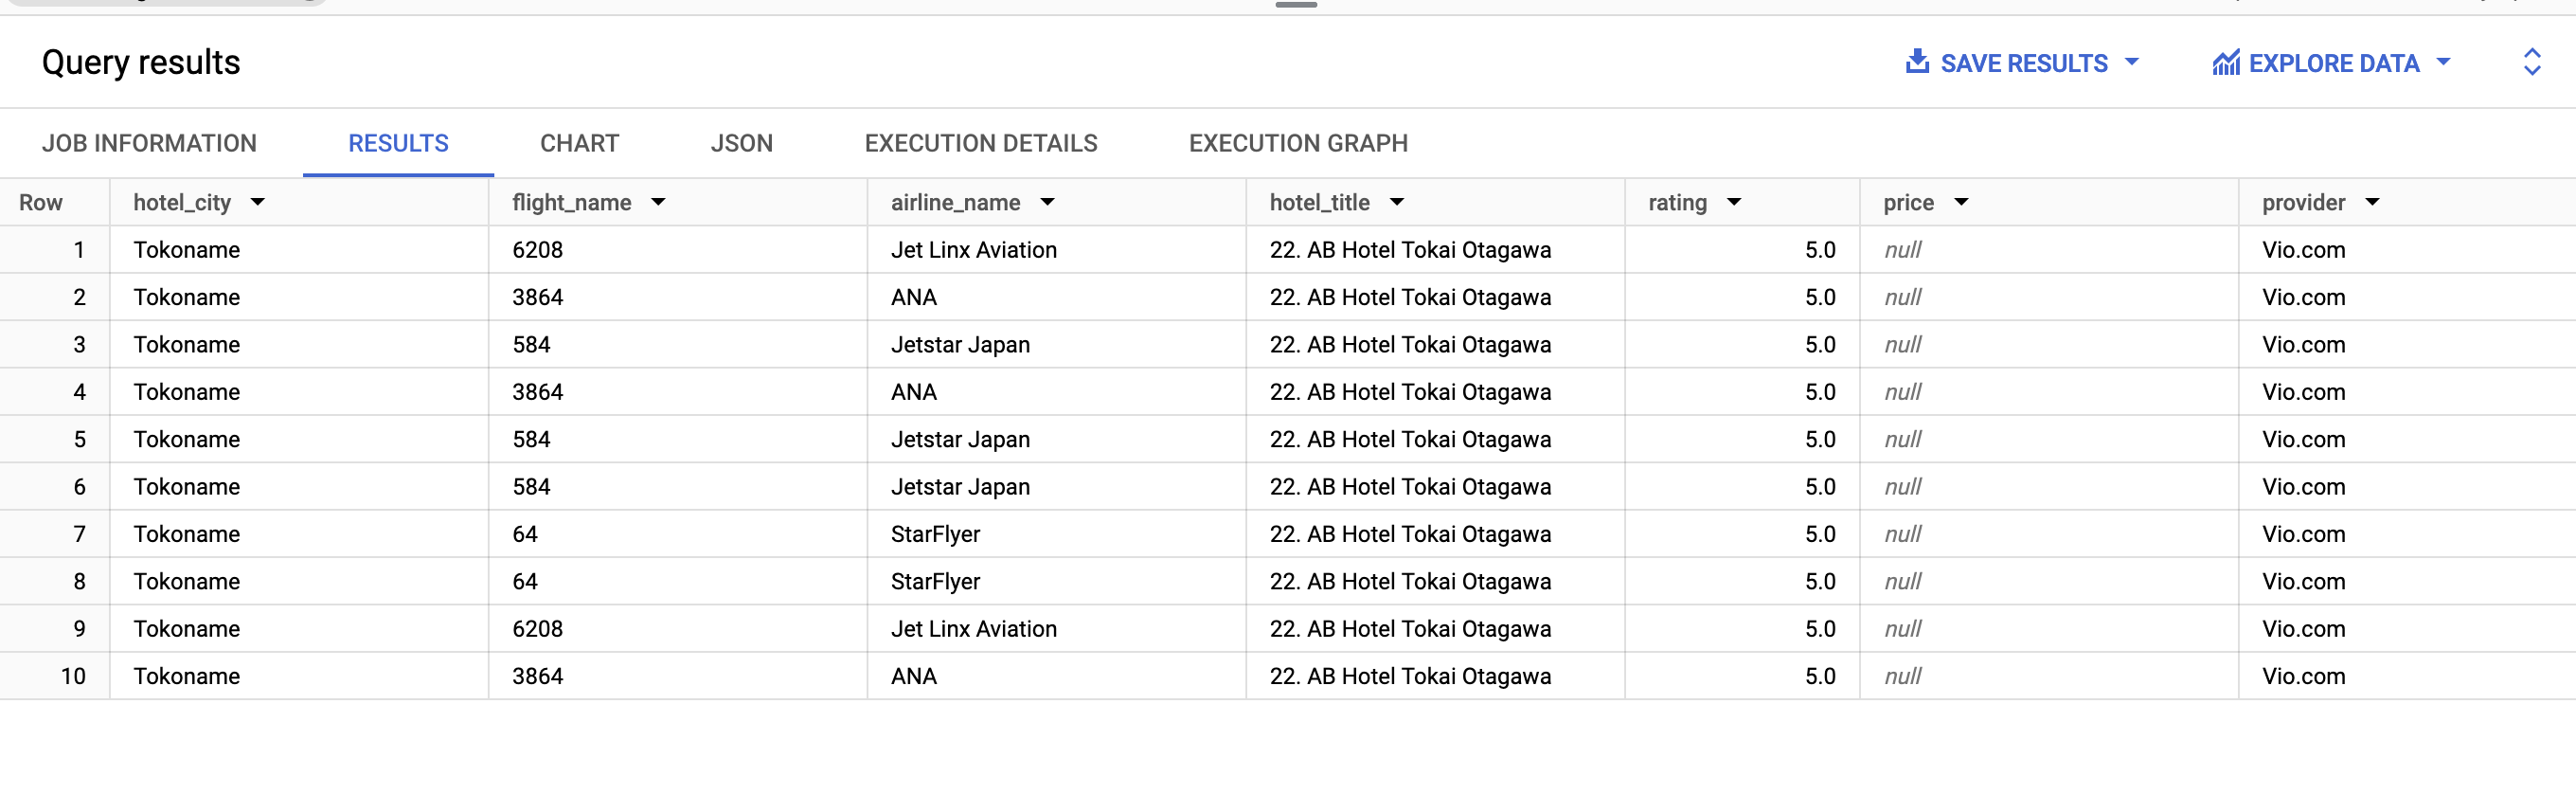 Query results
SAVE RESULTS
EXPLORE DATA
JOB INFORMATION RESULTS CHART JSON EXECUTION DETAILS EXECUTION GRAPH
Row hotel_city flight_name airline_name hotel_title rating price provider
1 Tokoname 6208 Jet Linx Aviation 22. AB Hotel Tokai Otagawa 5.0 null Vio.com
2 Tokoname 3864 ANA 22. AB Hotel Tokai Otagawa 5.0 null Vio.com
3 Tokoname 584 Jetstar Japan 22. AB Hotel Tokai Otagawa 5.0 null Vio.com
4 Tokoname 3864 ANA 22. AB Hotel Tokai Otagawa 5.0 null Vio.com
5 Tokoname 584 Jetstar Japan 22. AB Hotel Tokai Otagawa 5.0 null Vio.com
6 Tokoname 584 Jetstar Japan 22. AB Hotel Tokai Otagawa 5.0 null Vio.com
7 Tokoname 64 StarFlyer 22. AB Hotel Tokai Otagawa 5.0 null Vio.com
8 Tokoname 64 StarFlyer 22. AB Hotel Tokai Otagawa 5.0 null Vio.com
9 Tokoname 6208 Jet Linx Aviation 22. AB Hotel Tokai Otagawa 5.0 null Vio.com
10 Tokoname 3864 ANA 22. AB Hotel Tokai Otagawa 5.0 null Vio.com